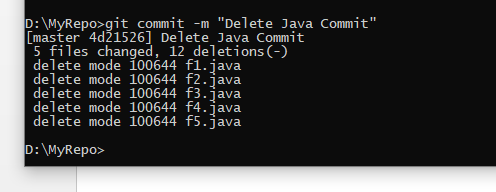 D:\MyRepo>git commit -m "Delete Java Commit"
[master 4d21526] Delete Java Commit
 5 files changed, 12 deletions(-)
 delete mode 100644 f1.java
 delete mode 100644 f2.java
 delete mode 100644 f3.java
 delete mode 100644 f4.java
 delete mode 100644 f5.java
D:\MyRepo>